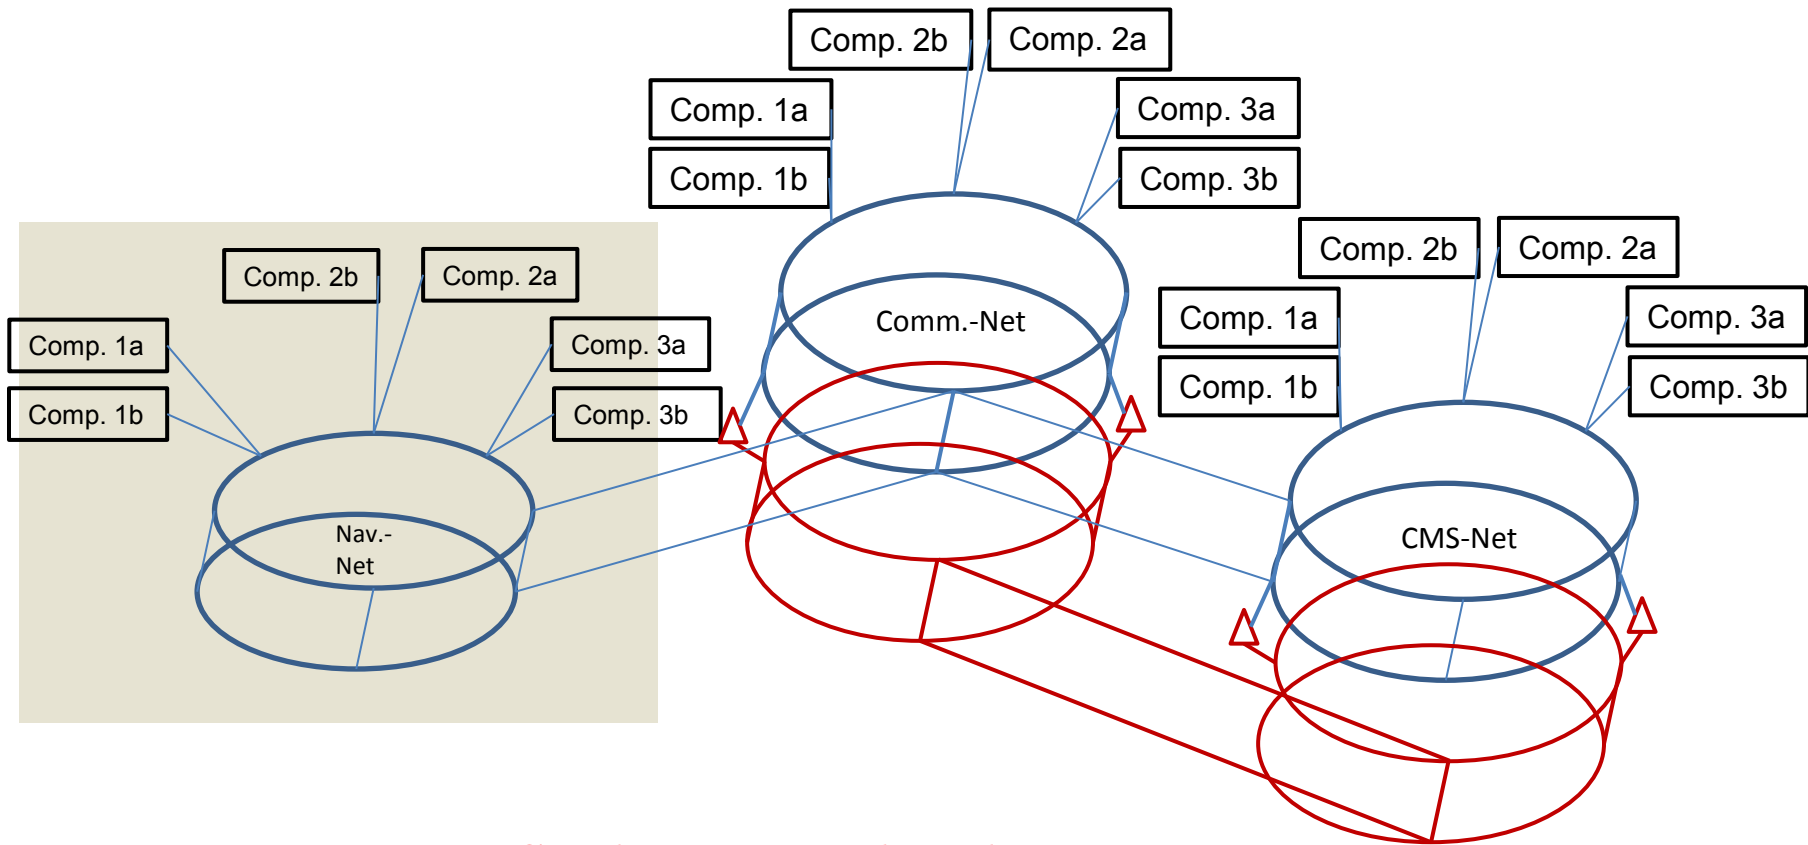 Comp. 2b
Comp. 2a
Comp. 1a
Comp. 3a
Comp. 1b
Comp. 3b
Comm.-Net
Comp. 2b
Comp. 2a
Comp. 1a
Comp. 3a
Comp. 1b
Comp. 3b
Nav.-
Net
Comp. 2b
Comp. 2a
Comp. 1a
Comp. 3a
Comp. 1b
Comp. 3b
CMS-Net